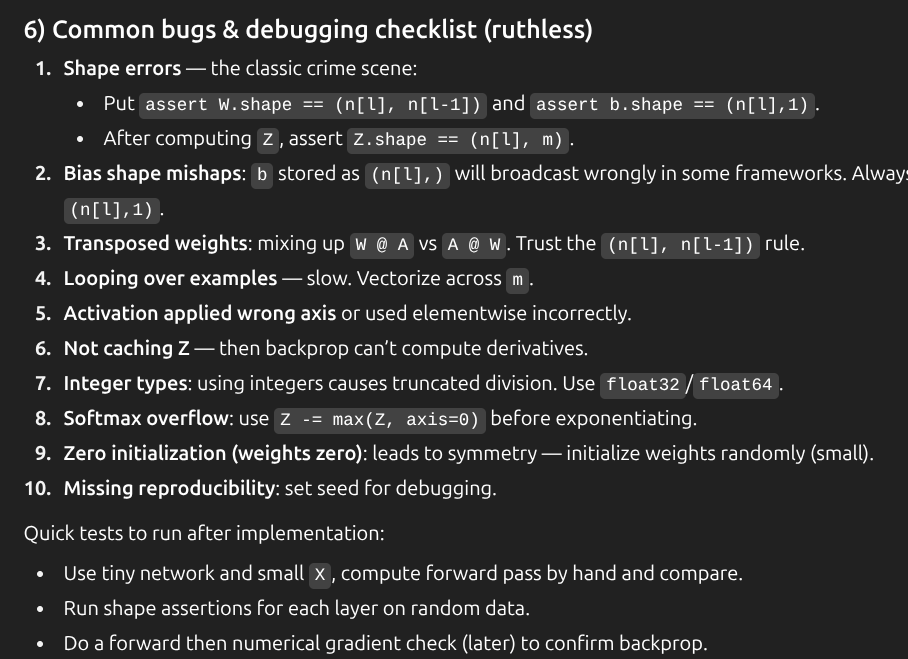 6) Common bugs & debugging checklist (ruthless)
1. Shape errors — the classic crime scene:
• Put assert W.shape == (n[l], n[l-1]) and assert b.shape == (n[l],1).
• After computing Z, assert Z.shape == (n[l], m).
2. Bias shape mishaps: b stored as (n[l],) will broadcast wrongly in some frameworks. Always
(n[l],1).
3. Transposed weights: mixing up W @ A vs A @ W. Trust the (n[l], n[l-1]) rule.
4. Looping over examples — slow. Vectorize across m.
5. Activation applied wrong axis or used elementwise incorrectly.
6. Not caching Z — then backprop can’t compute derivatives.
7. Integer types: using integers causes truncated division. Use float32/float64.
8. Softmax overflow: use Z -= max(Z, axis=0) before exponentiating.
9. Zero initialization (weights zero): leads to symmetry — initialize weights randomly (small).
10. Missing reproducibility: set seed for debugging.
Quick tests to run after implementation:
• Use tiny network and small X, compute forward pass by hand and compare.
• Run shape assertions for each layer on random data.
• Do a forward then numerical gradient check (later) to confirm backprop.